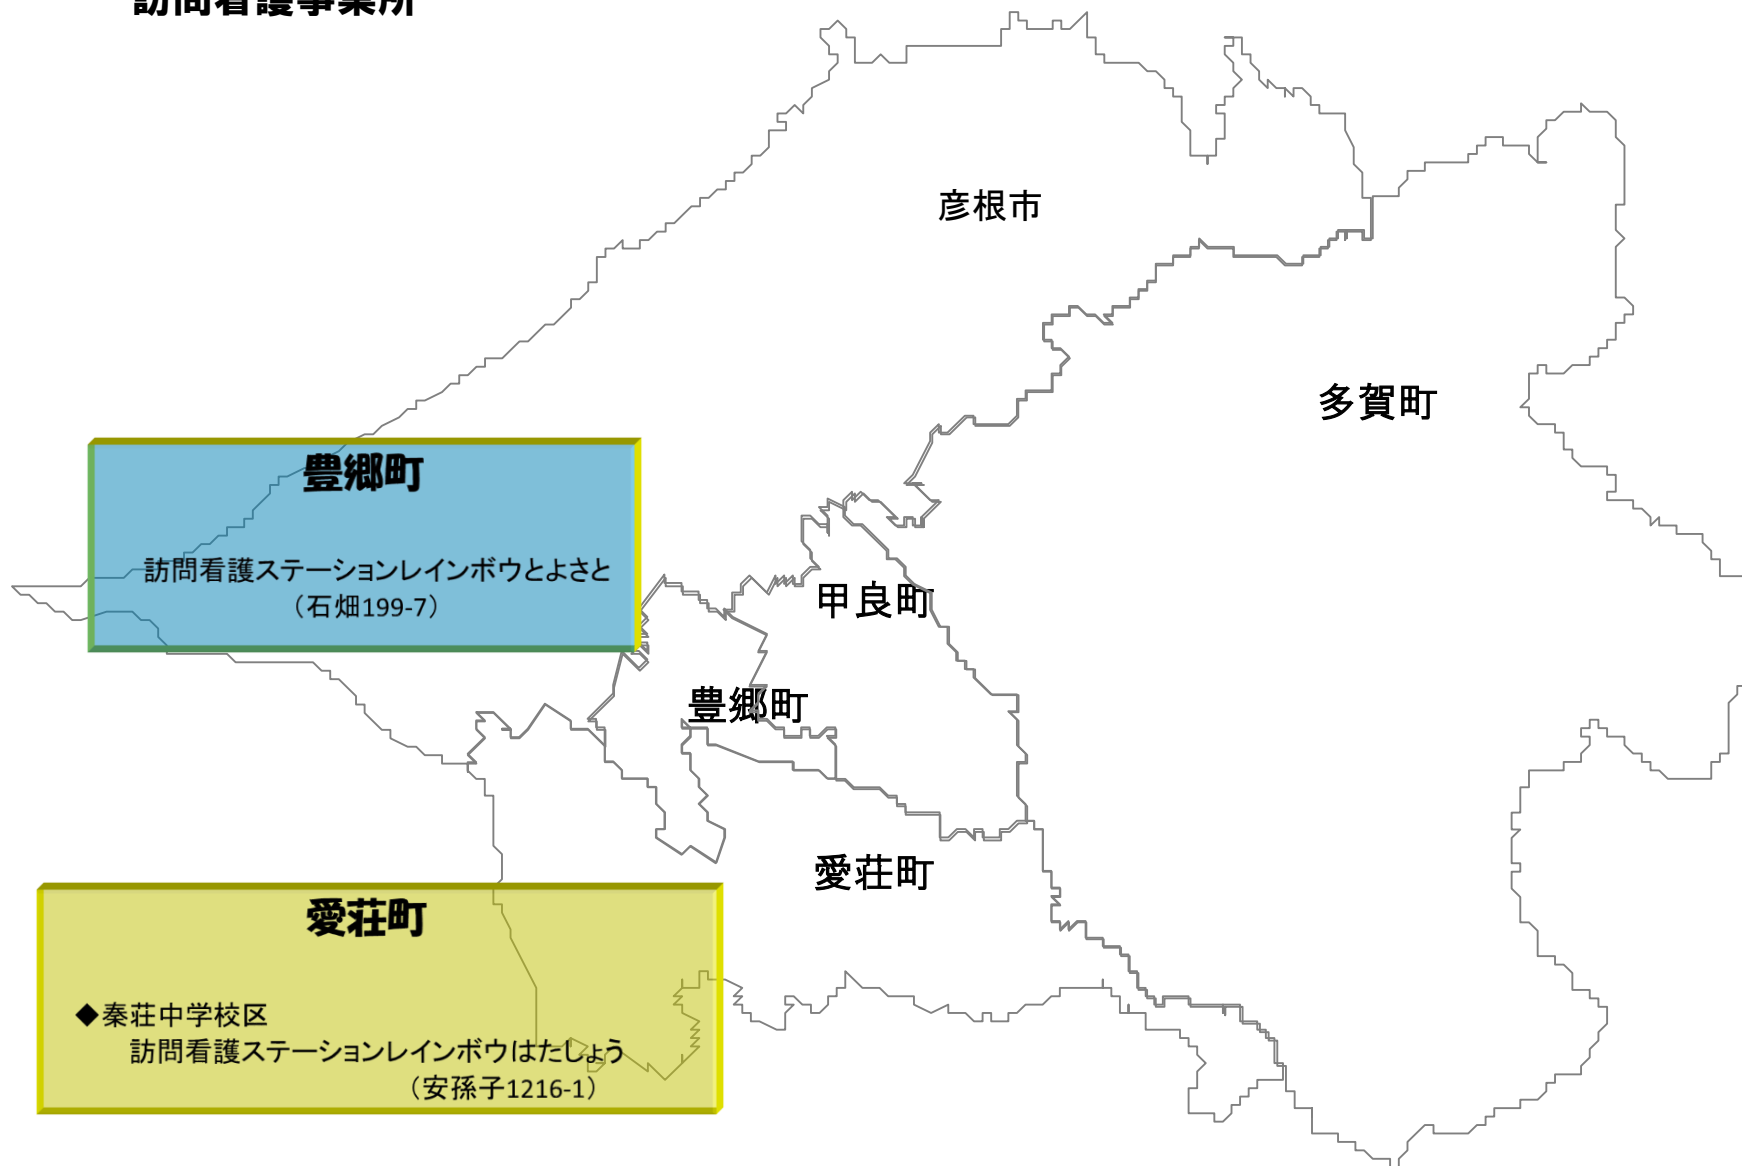 訪問看護事業所
彦根市
多賀町
豊郷町
訪問看護ステーションレインボウとよさと
（石畑199-7）
甲良町
豊郷町
愛荘町
愛荘町
◆秦荘中学校区
訪問看護ステーションレインボウはたしょう
（安孫子1216-1）